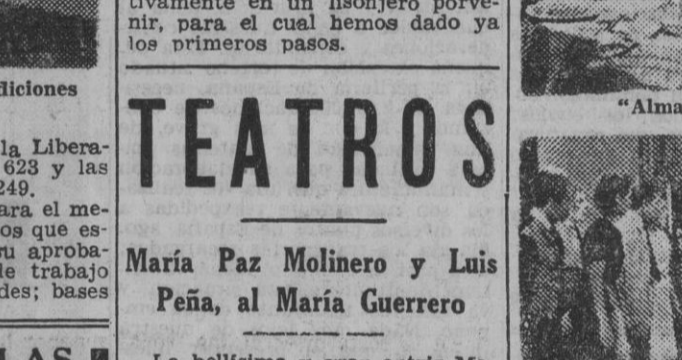 tivamente en un lisonjero porve-
nir, para el cual hemos dado ya
los primeros pasos.
diciones
la Libera-
623 y las
249.
ara el me-
os que es-
su aproba-
de trabajo
des; bases
TEATROS
María Paz Molinero y Luis
Peña, al María Guerrero
"Alma